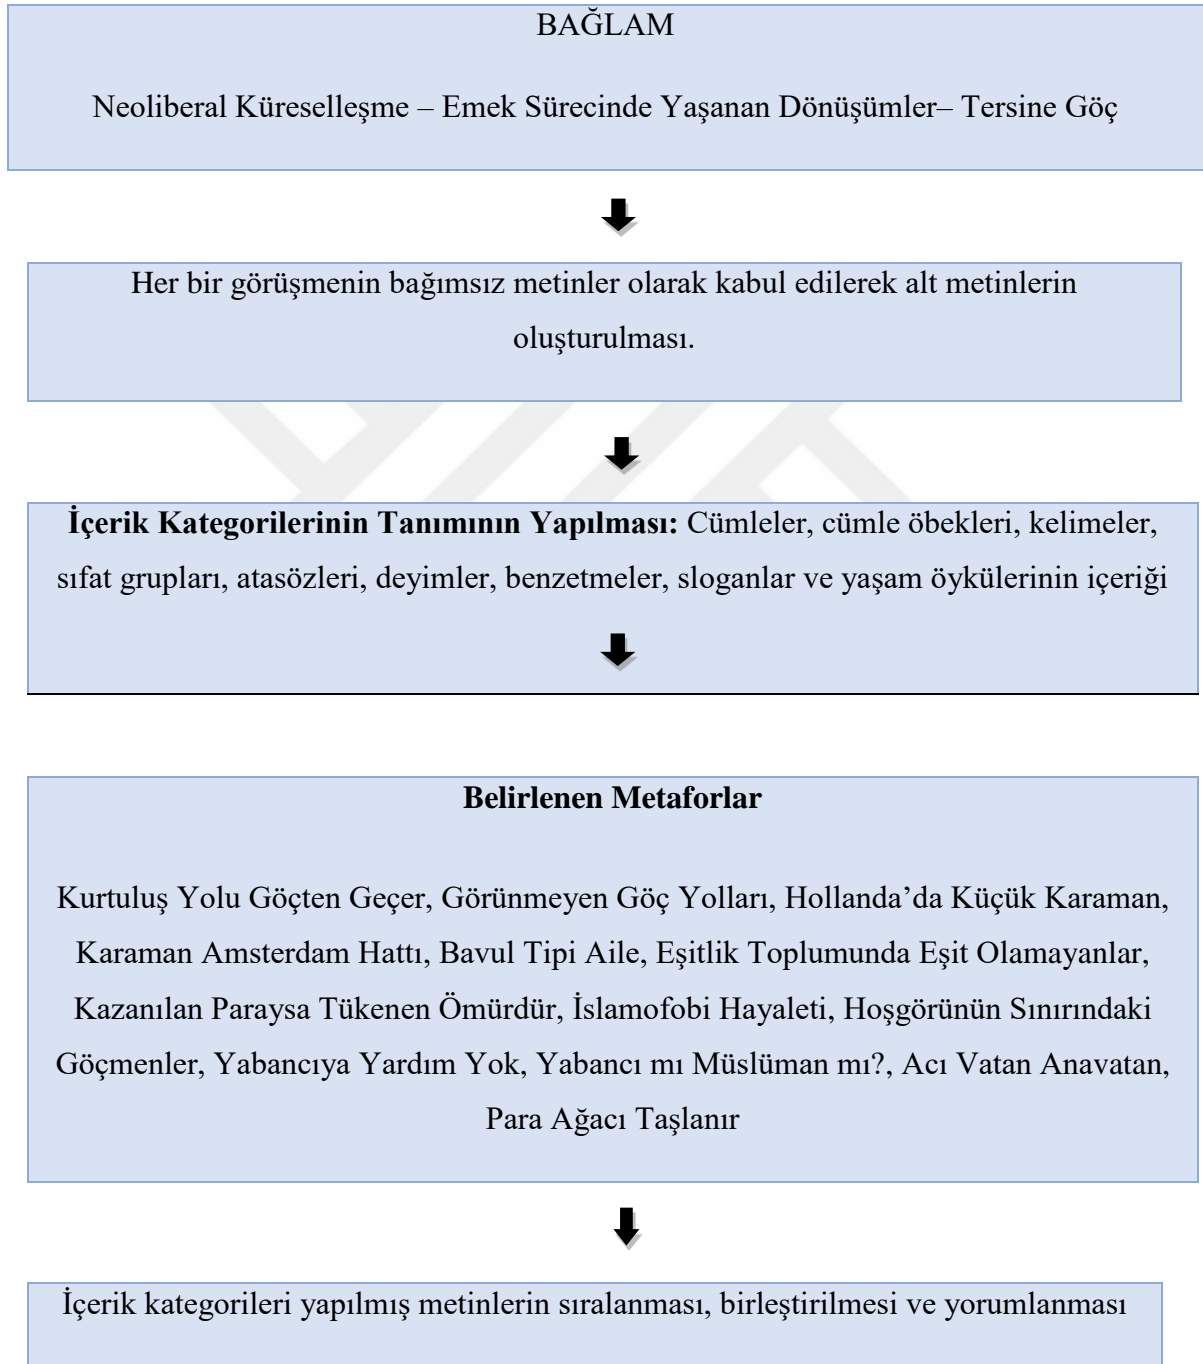 BAĞLAM
Neoliberal Küreselleşme – Emek Sürecinde Yaşanan Dönüşümler– Tersine Göç
Her bir görüşmenin bağımsız metinler olarak kabul edilerek alt metinlerin
oluşturulması.
İçerik Kategorilerinin Tanımının Yapılması: Cümleler, cümle öbekleri, kelimeler,
sıfat grupları, atasözleri, deyimler, benzetmeler, sloganlar ve yaşam öykülerinin içeriği
Belirlenen Metaforlar
Kurtuluş Yolu Göçten Geçer, Görünmeyen Göç Yolları, Hollanda’da Küçük Karaman,
Karaman Amsterdam Hattı, Bavul Tipi Aile, Eşitlik Toplumunda Eşit Olamayanlar,
Kazanılan Paraysa Tükenen Ömürdür, İslamofobi Hayaleti, Hoşgörünün Sınırındaki
Göçmenler, Yabancıya Yardım Yok, Yabancı mı Müslüman mı?, Acı Vatan Anavatan,
Para Ağacı Taşlanır
İçerik kategorileri yapılmış metinlerin sıralanması, birleştirilmesi ve yorumlanması